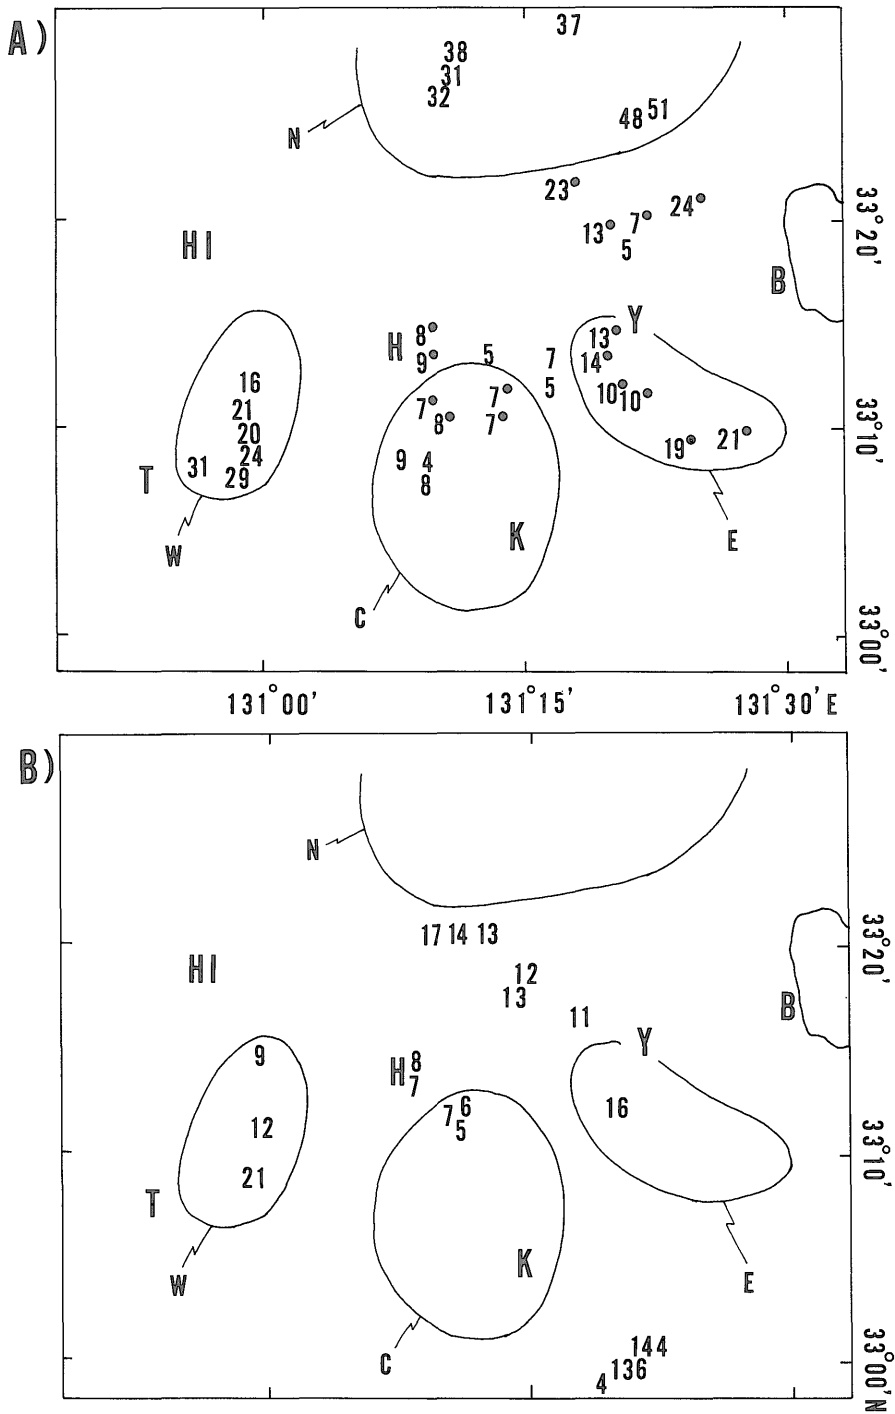 A)
37
38
31
32
51
48
N
23
24
7
13
5
33°20'
HI
B
Y
H
8
9
5
7
13
14
16
7
5
10
10
21
7
8
7
20
19
21
33°10'
24
31
29
9
4
8
T
K
W
E
C
33°00'
131°00'
131°15'
131°30'E
B)
N
17
14
13
33°20'
HI
12
13
11
B
Y
9
H
8
7
6
7
5
16
12
33°10'
21
T
K
W
E
C
144
136
4
33°00'N